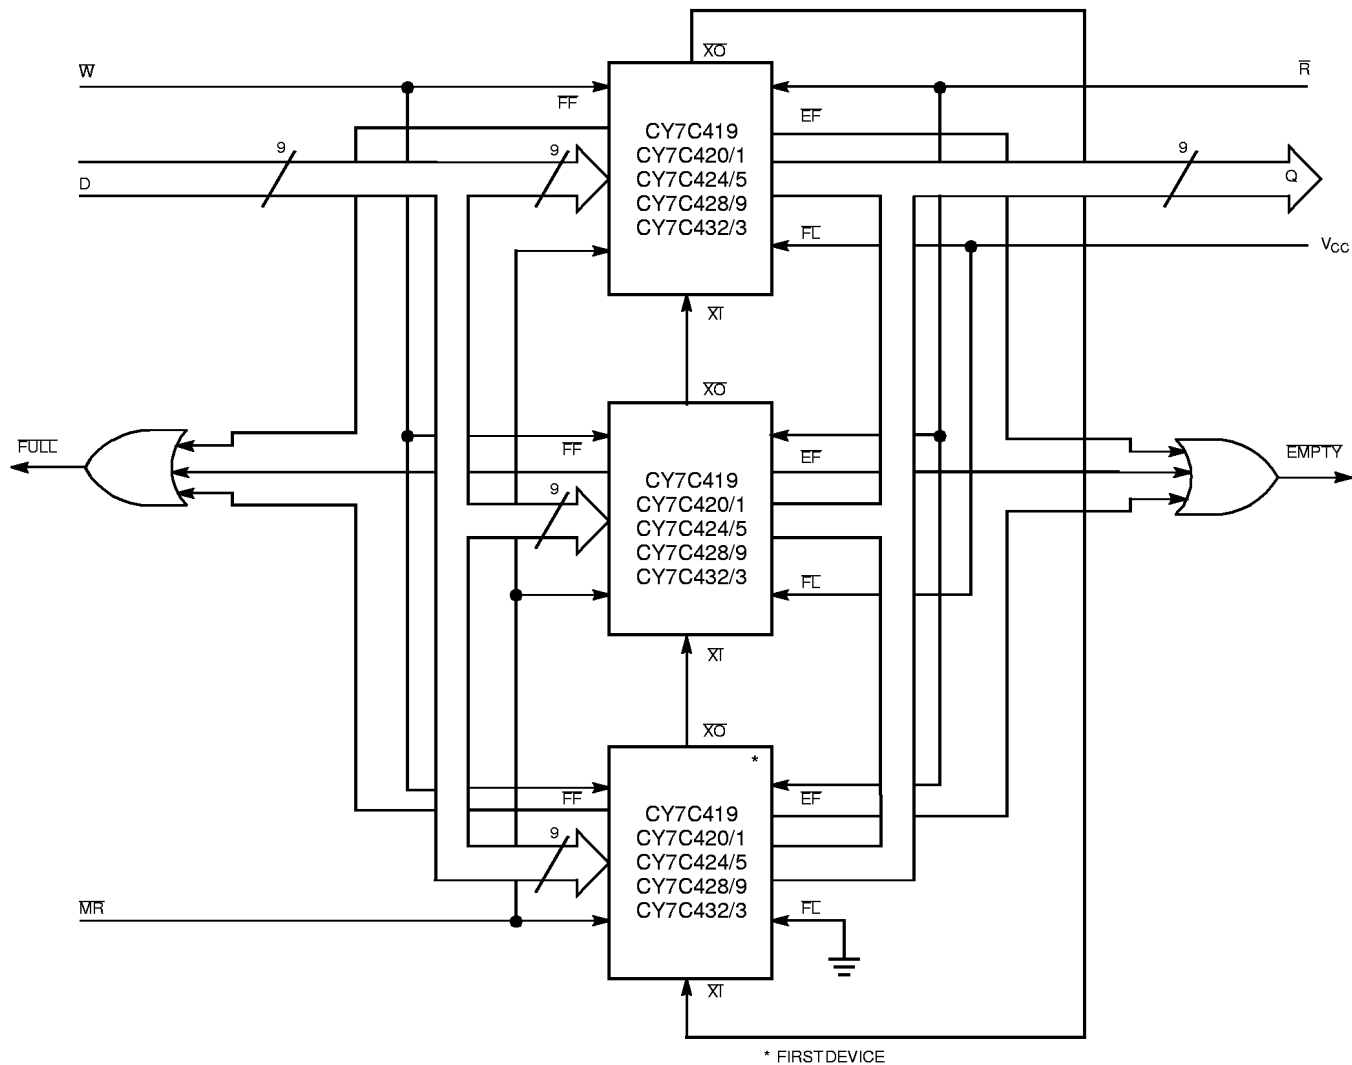 XO
W
R
FF
EF
CY7C419
CY7C420/1
CY7C424/5
CY7C428/9
CY7C432/3
9
9
9
D
Q
FL
VCC
XI
XO
FULL
FF
EF
EMPTY
CY7C419
CY7C420/1
CY7C424/5
CY7C428/9
CY7C432/3
9
FL
XI
XO
*
FF
EF
CY7C419
CY7C420/1
CY7C424/5
CY7C428/9
CY7C432/3
9
MR
FL
XI
* FIRST DEVICE